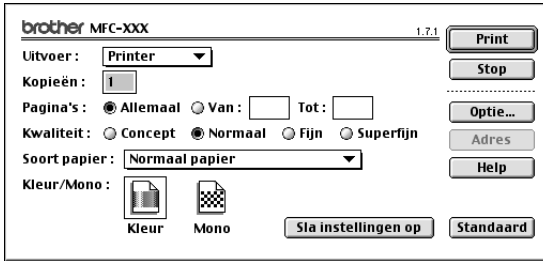 brother MFC-XXX 1.7.1 Print
Uitvoer : Printer
Stop
Kopieën : 1
Pagina's : Allemaal Van : Tot : Optie...
Kwaliteit : Concept Normaal Fijn Superfijn Adres
Soort papier : Normaal papier Help
Kleur/Mono :
Kleur Mono Sla instellingen op Standaard